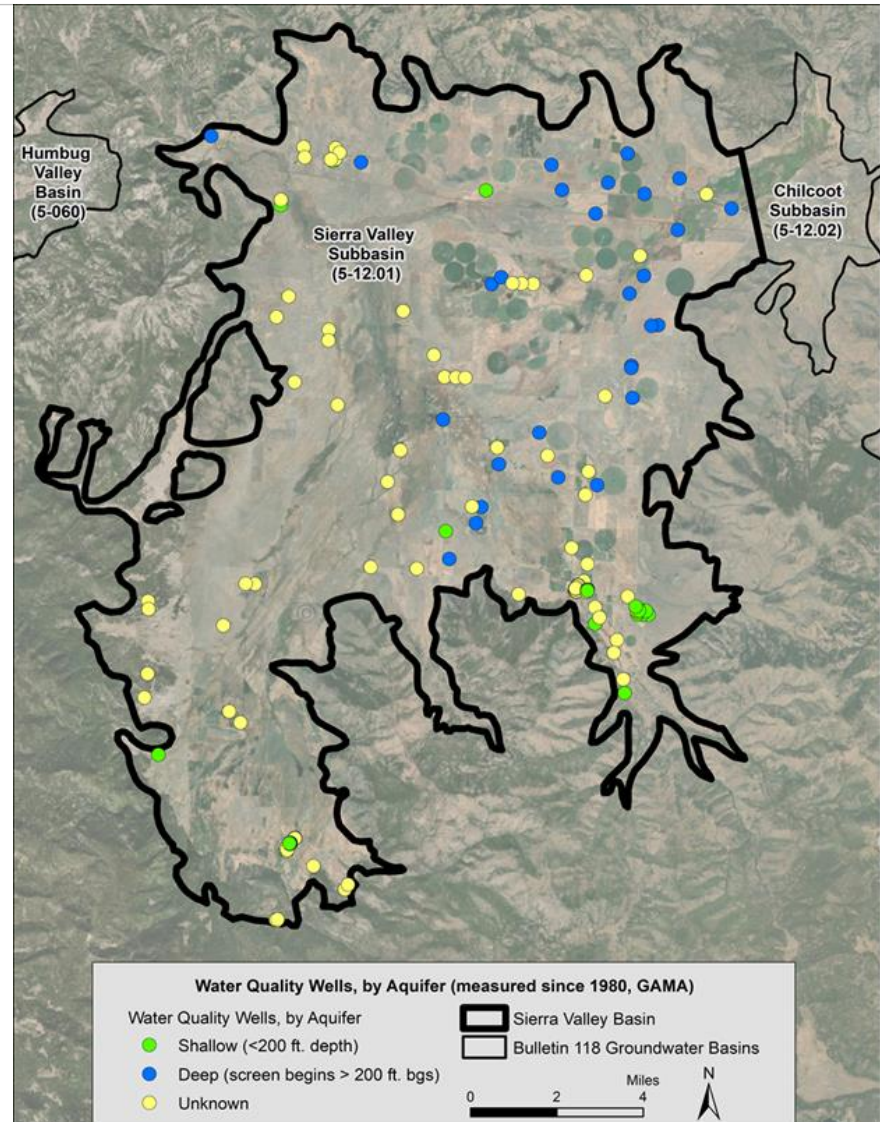 Humbug
Valley
Basin
(5-060)
Sierra Valley
Subbasin
(5-12.01)
Chilcoot
Subbasin
(5-12.02)
Water Quality Wells, by Aquifer (measured since 1980, GAMA)
Water Quality Wells, by Aquifer
Shallow (<200 ft. depth)
Deep (screen begins > 200 ft. bgs)
Unknown
Sierra Valley Basin
Bulletin 118 Groundwater Basins
Miles
0 2 4
N